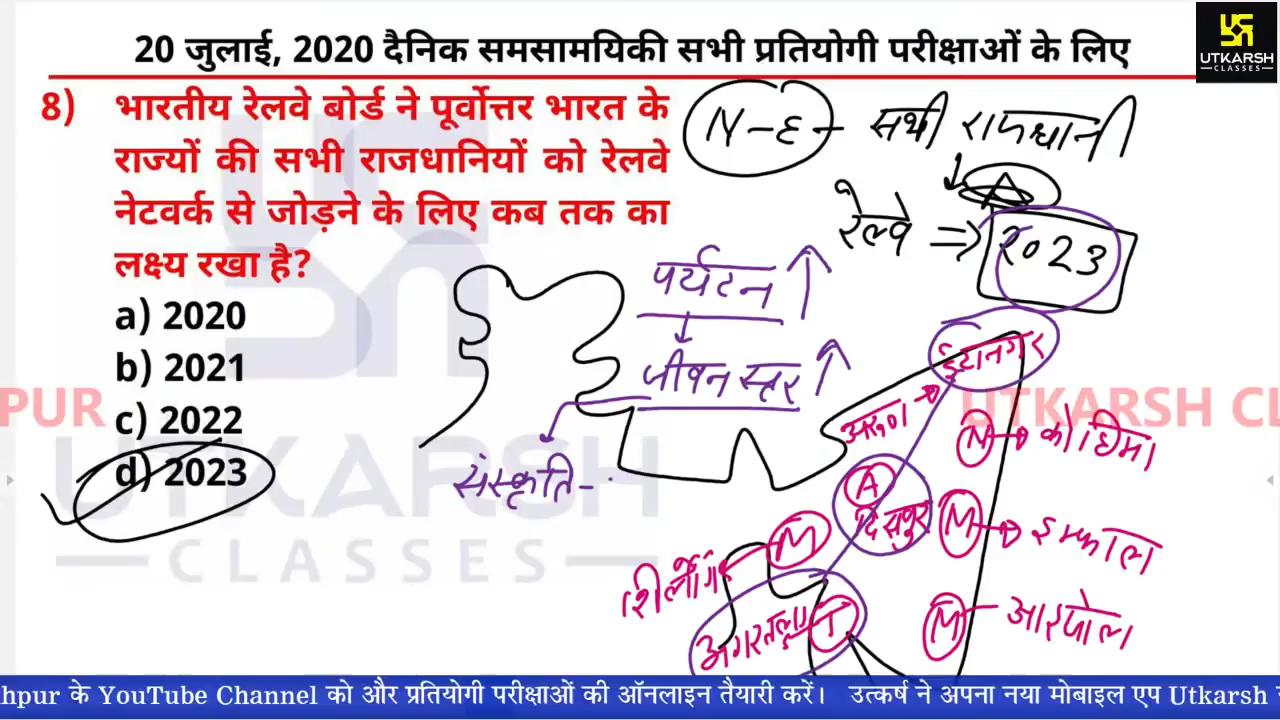 UTKARSH
CLASSES
20 जुलाई, 2020 दैनिक समसामयिकी सभी प्रतियोगी परीक्षाओं के लिए
8) भारतीय रेलवे बोर्ड ने पूर्वोत्तर भारत के
राज्यों की सभी राजधानियों को रेलवे
नेटवर्क से जोड़ने के लिए कब तक का
लक्ष्य रखा है?
a) 2020
b) 2021
c) 2022
d) 2023
N-E- सभी राजधानी
रेल्वे => 2023
पर्यटन
जीवन स्तर
संस्कृति -
ईटानगर
अरुणा
N कोहिमा
A
दिसपुर
M इम्फाल
M
शिलाँग
M आइजोल
अगरतला T
PUR
UTKARSH CL
UTKARSH
CLASSES
hpur के YouTube Channel को और प्रतियोगी परीक्षाओं की ऑनलाइन तैयारी करें। उत्कर्ष ने अपना नया मोबाइल एप Utkarsh